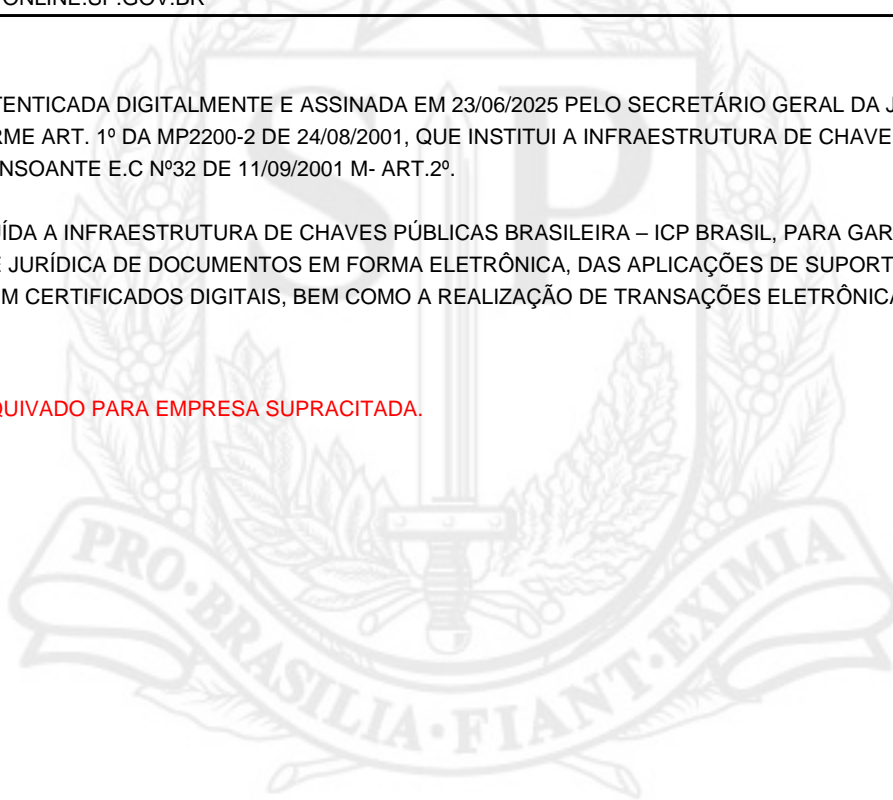 ONLINE.SP.GOV.BR
TENTICADA DIGITALMENTE E ASSINADA EM 23/06/2025 PELO SECRETÁRIO GERAL DA J
RME ART. 1º DA MP2200-2 DE 24/08/2001, QUE INSTITUI A INFRAESTRUTURA DE CHAVE
NSOANTE E.C Nº32 DE 11/09/2001 M- ART.2º.
ÍDA A INFRAESTRUTURA DE CHAVES PÚBLICAS BRASILEIRA – ICP BRASIL, PARA GAR
E JURÍDICA DE DOCUMENTOS EM FORMA ELETRÔNICA, DAS APLICAÇÕES DE SUPORT
M CERTIFICADOS DIGITAIS, BEM COMO A REALIZAÇÃO DE TRANSAÇÕES ELETRÔNICA
QUIVADO PARA EMPRESA SUPRACITADA.
SP
PRO·BRASILIA·FIANT·EXIMIA